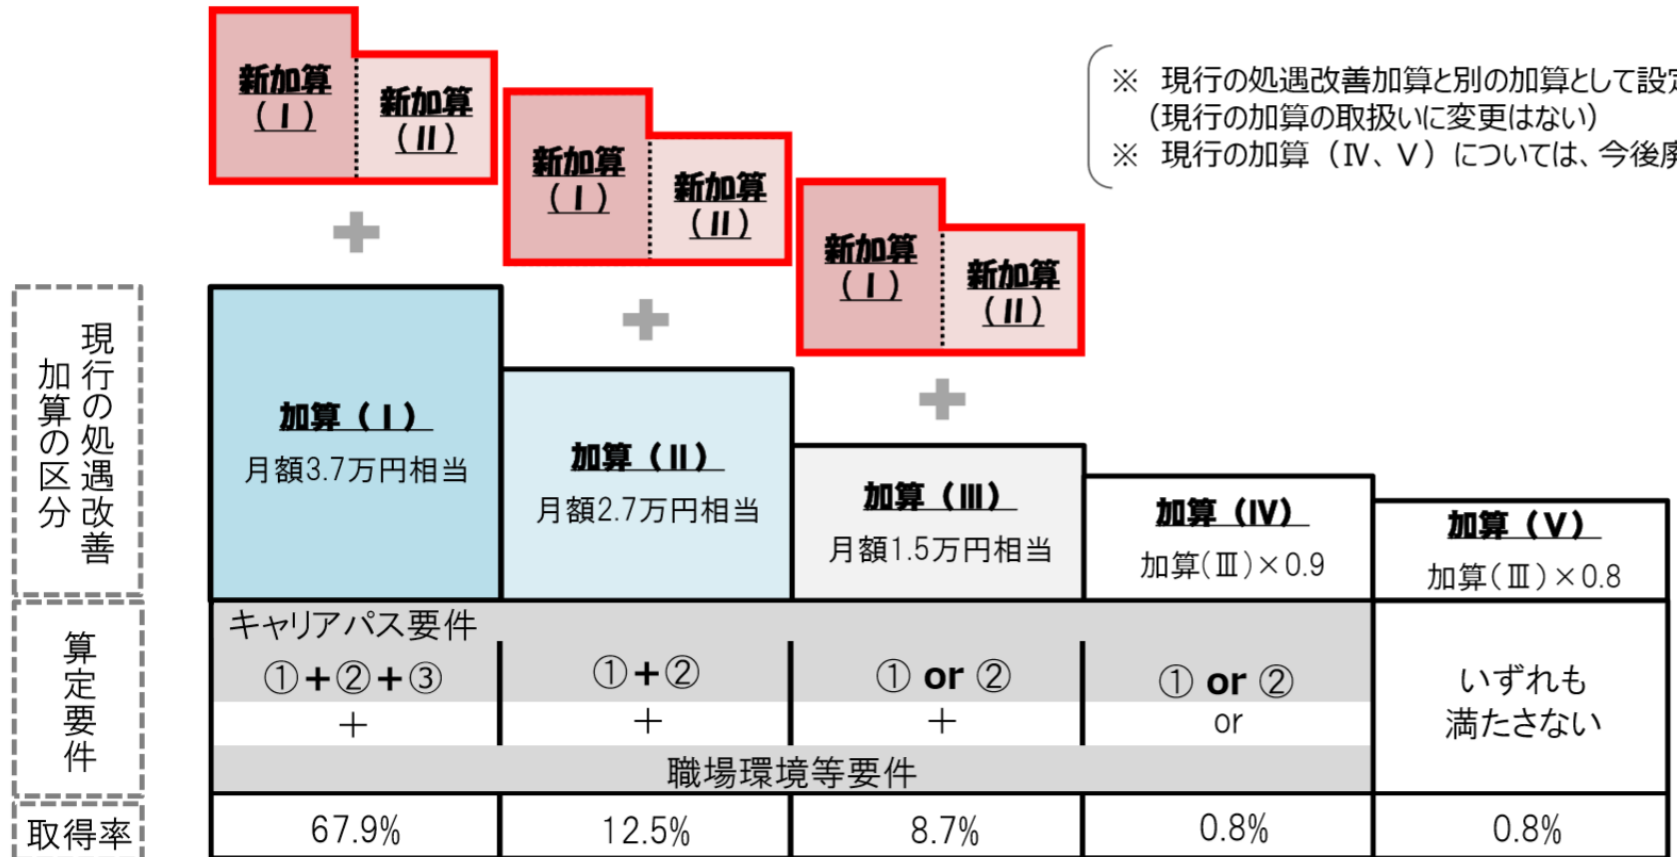 新加算
(Ⅰ)
新加算
(Ⅱ)
新加算
(Ⅰ)
新加算
(Ⅱ)
新加算
(Ⅰ)
新加算
(Ⅱ)
※ 現行の処遇改善加算と別の加算として設定
(現行の加算の取扱いに変更はない)
※ 現行の加算(Ⅳ、Ⅴ)については、今後廃
現行の処遇改善
加算の区分
加算(Ⅰ)
月額3.7万円相当
加算(Ⅱ)
月額2.7万円相当
加算(Ⅲ)
月額1.5万円相当
加算(Ⅳ)
加算(Ⅲ)×0.9
加算(Ⅴ)
加算(Ⅲ)×0.8
算定要件
キャリアパス要件
①+②+③
①+②
① or ②
① or ②
+
+
+
or
職場環境等要件
いずれも
満たさない
取得率
67.9%
12.5%
8.7%
0.8%
0.8%